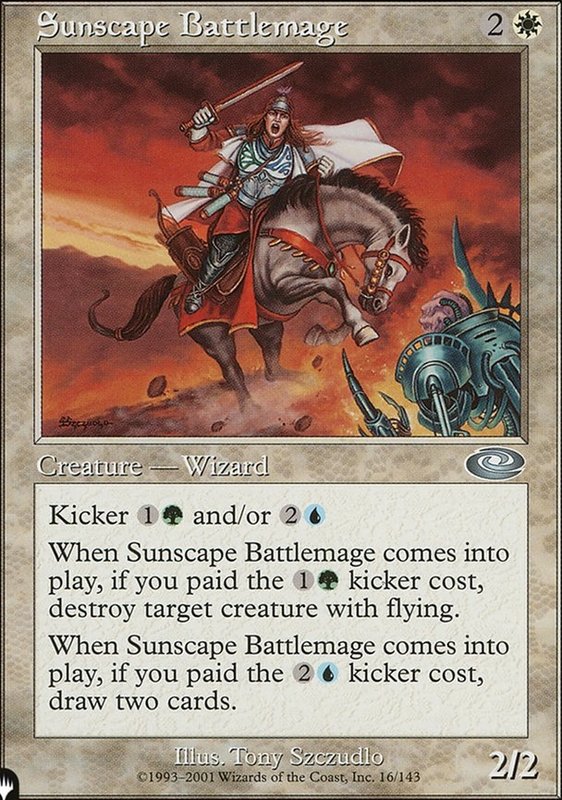 Sunscape Battlemage 2
Szczudlo
Creature — Wizard
Kicker 1 and/or 2
When Sunscape Battlemage comes into
play, if you paid the 1 kicker cost,
destroy target creature with flying.
When Sunscape Battlemage comes into
play, if you paid the 2 kicker cost,
draw two cards.
Illus. Tony Szczudlo
2/2
©1993–2001 Wizards of the Coast, Inc. 16/143